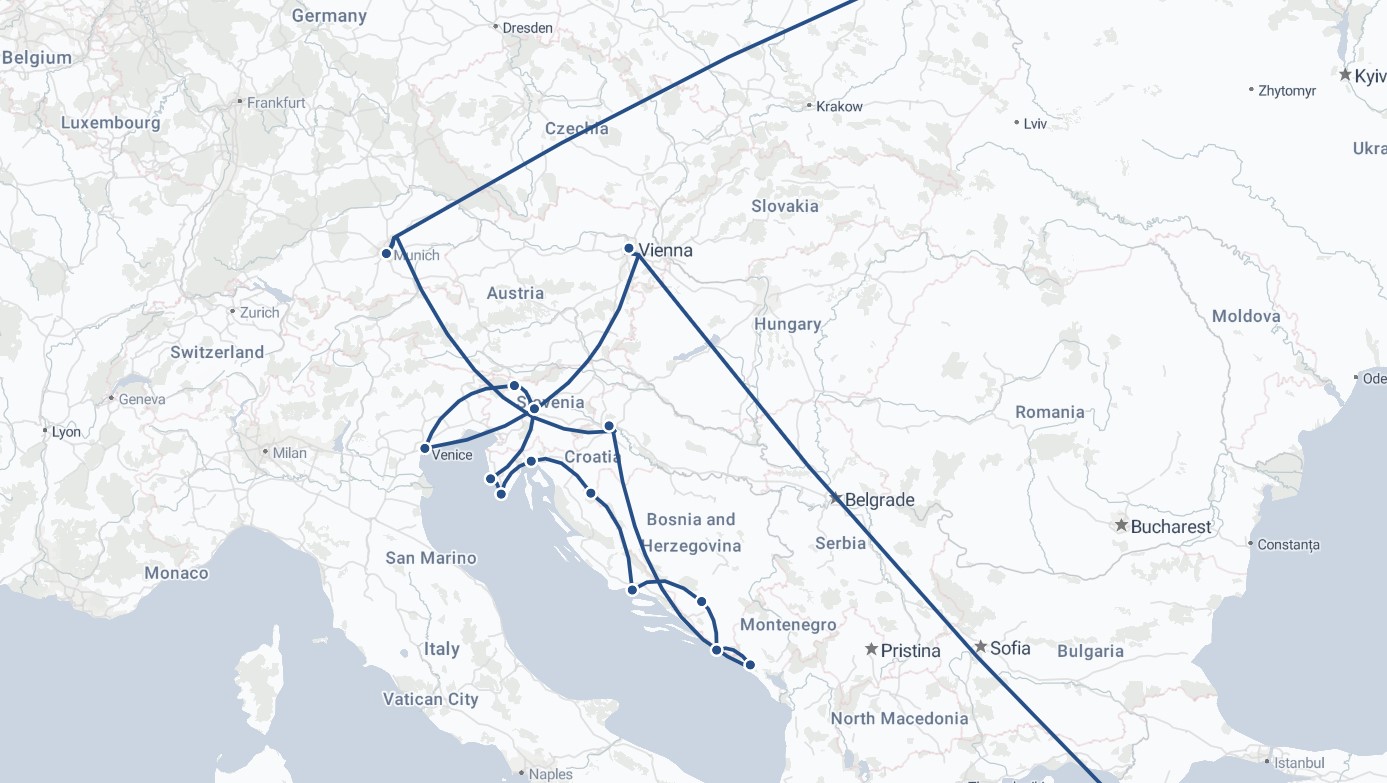 Germany
Dresden
Belgium
Kyiv
Zhytomyr
Frankfurt
Krakow
Luxembourg
Lviv
Czechia
Ukra
Slovakia
Munich
Vienna
Austria
Zurich
Moldova
Hungary
Switzerland
Ode
Geneva
Slovenia
Romania
Lyon
Milan
Venice
Croatia
Belgrade
Bosnia and
Herzegovina
Bucharest
Serbia
Constanța
San Marino
Monaco
Montenegro
Italy
Pristina
Sofia
Bulgaria
Vatican City
North Macedonia
Istanbul
Naples